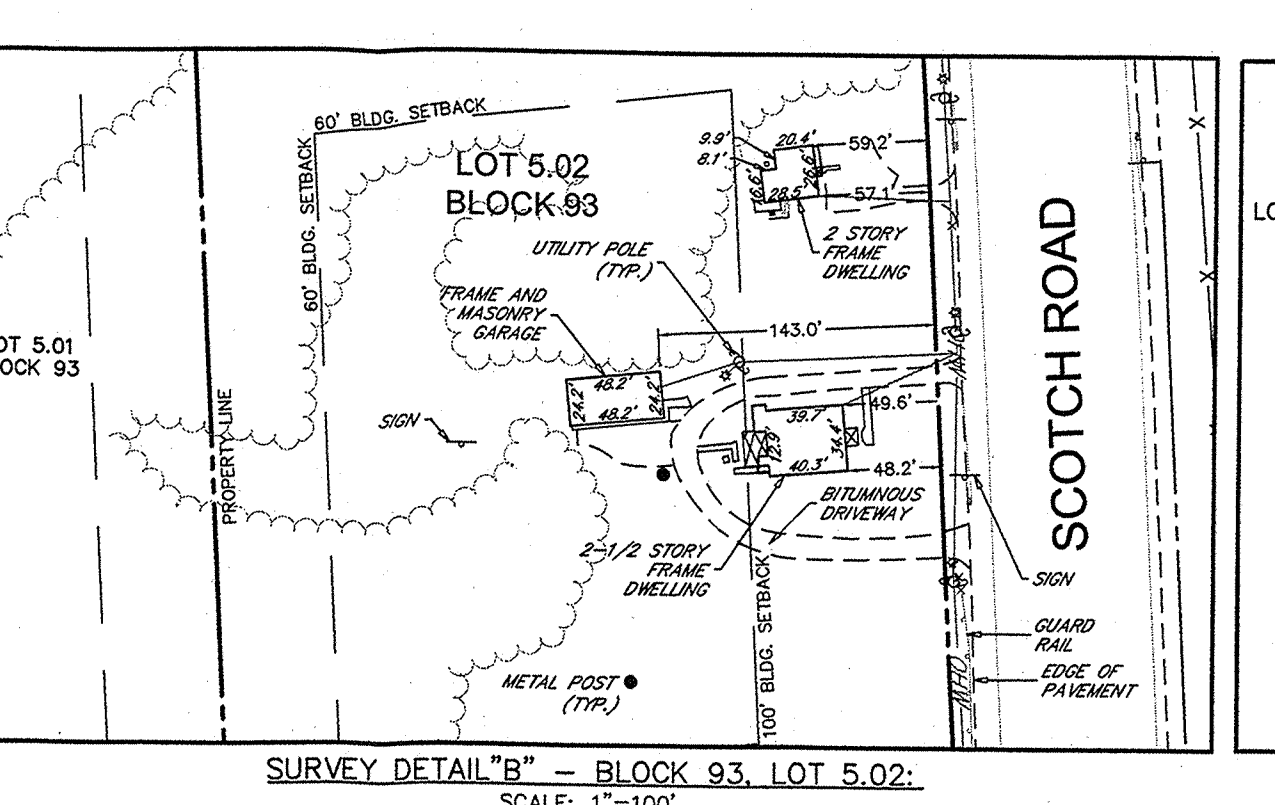 60' BLDG. SETBACK
60' BLDG. SETBACK
LOT 5.02
BLOCK 93
9.9'
8.1'
20.4'
59.2'
16.6'
26.6'
28.5'
57.1'
2 STORY
FRAME
DWELLING
UTILITY POLE
(TYP.)
FRAME AND
MASONRY
GARAGE
143.0'
OT 5.01
OCK 93
48.2'
24.2'
24.2'
48.2'
SIGN
PROPERTY LINE
39.7'
49.6'
12.9'
34.4'
40.3'
48.2'
BITUMNOUS
DRIVEWAY
2-1/2 STORY
FRAME
DWELLING
100' BLDG. SETBACK
METAL POST
(TYP.)
SCOTCH ROAD
X
X
SIGN
GUARD
RAIL
EDGE OF
PAVEMENT
OHW
LO
SURVEY DETAIL"B" – BLOCK 93, LOT 5.02:
SCALE: 1"=100'